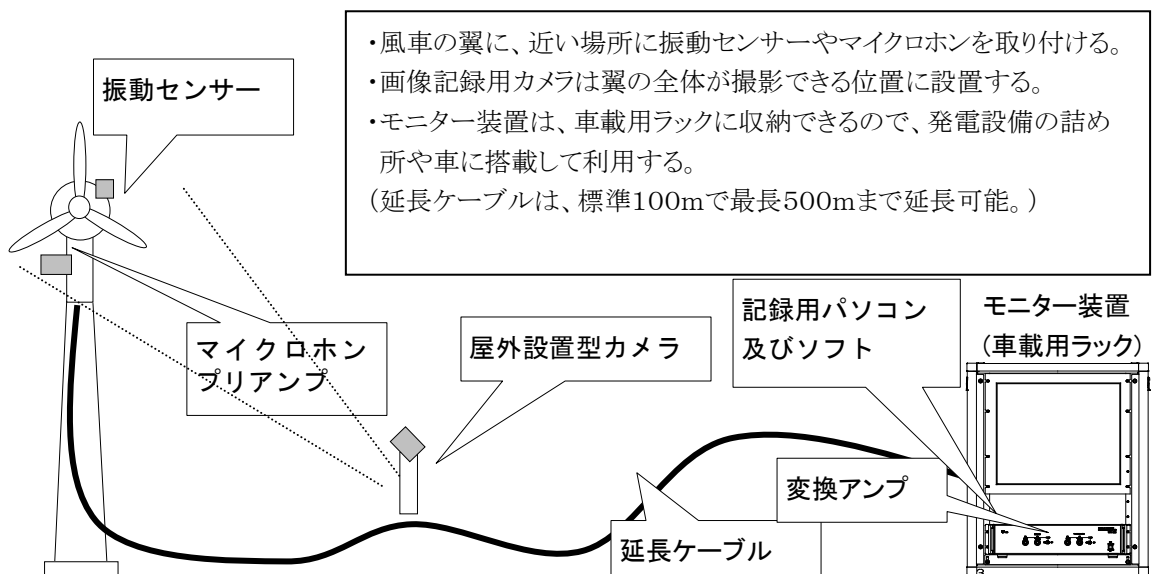 ・風車の翼に、近い場所に振動センサーやマイクロホンを取り付ける。
・画像記録用カメラは翼の全体が撮影できる位置に設置する。
・モニター装置は、車載用ラックに収納できるので、発電設備の詰め
所や車に搭載して利用する。
(延長ケーブルは、標準100mで最長500mまで延長可能。)
振動センサー
マイクロホン
プリアンプ
屋外設置型カメラ
記録用パソコン
及びソフト
モニター装置
(車載用ラック)
変換アンプ
延長ケーブル